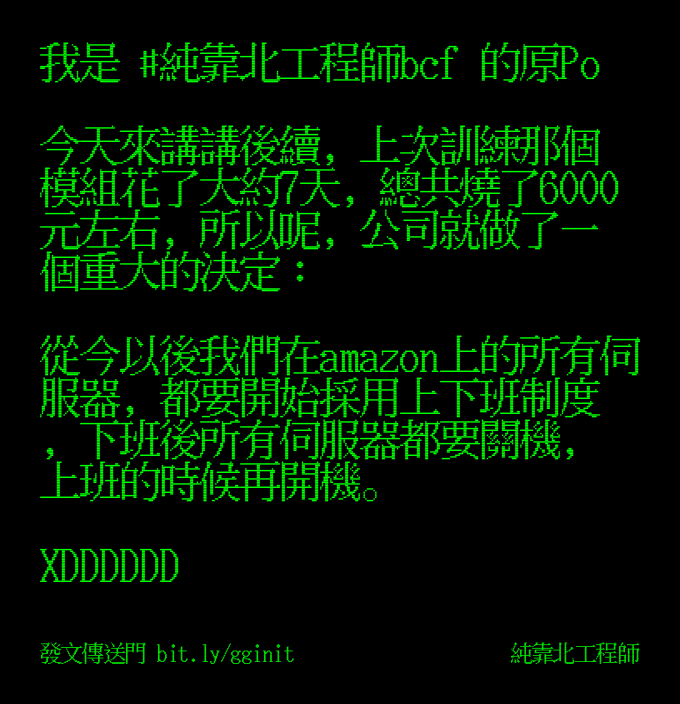 我是 #純靠北工程師bcf 的原Po
今天來講講後續, 上次訓練那個
模組花了大約7天, 總共燒了6000
元左右, 所以呢, 公司就做了一
個重大的決定：
從今以後我們在amazon上的所有伺
服器, 都要開始採用上下班制度
, 下班後所有伺服器都要關機,
上班的時候再開機。
XDDDDDD
發文傳送門 bit.ly/gginit
純靠北工程師